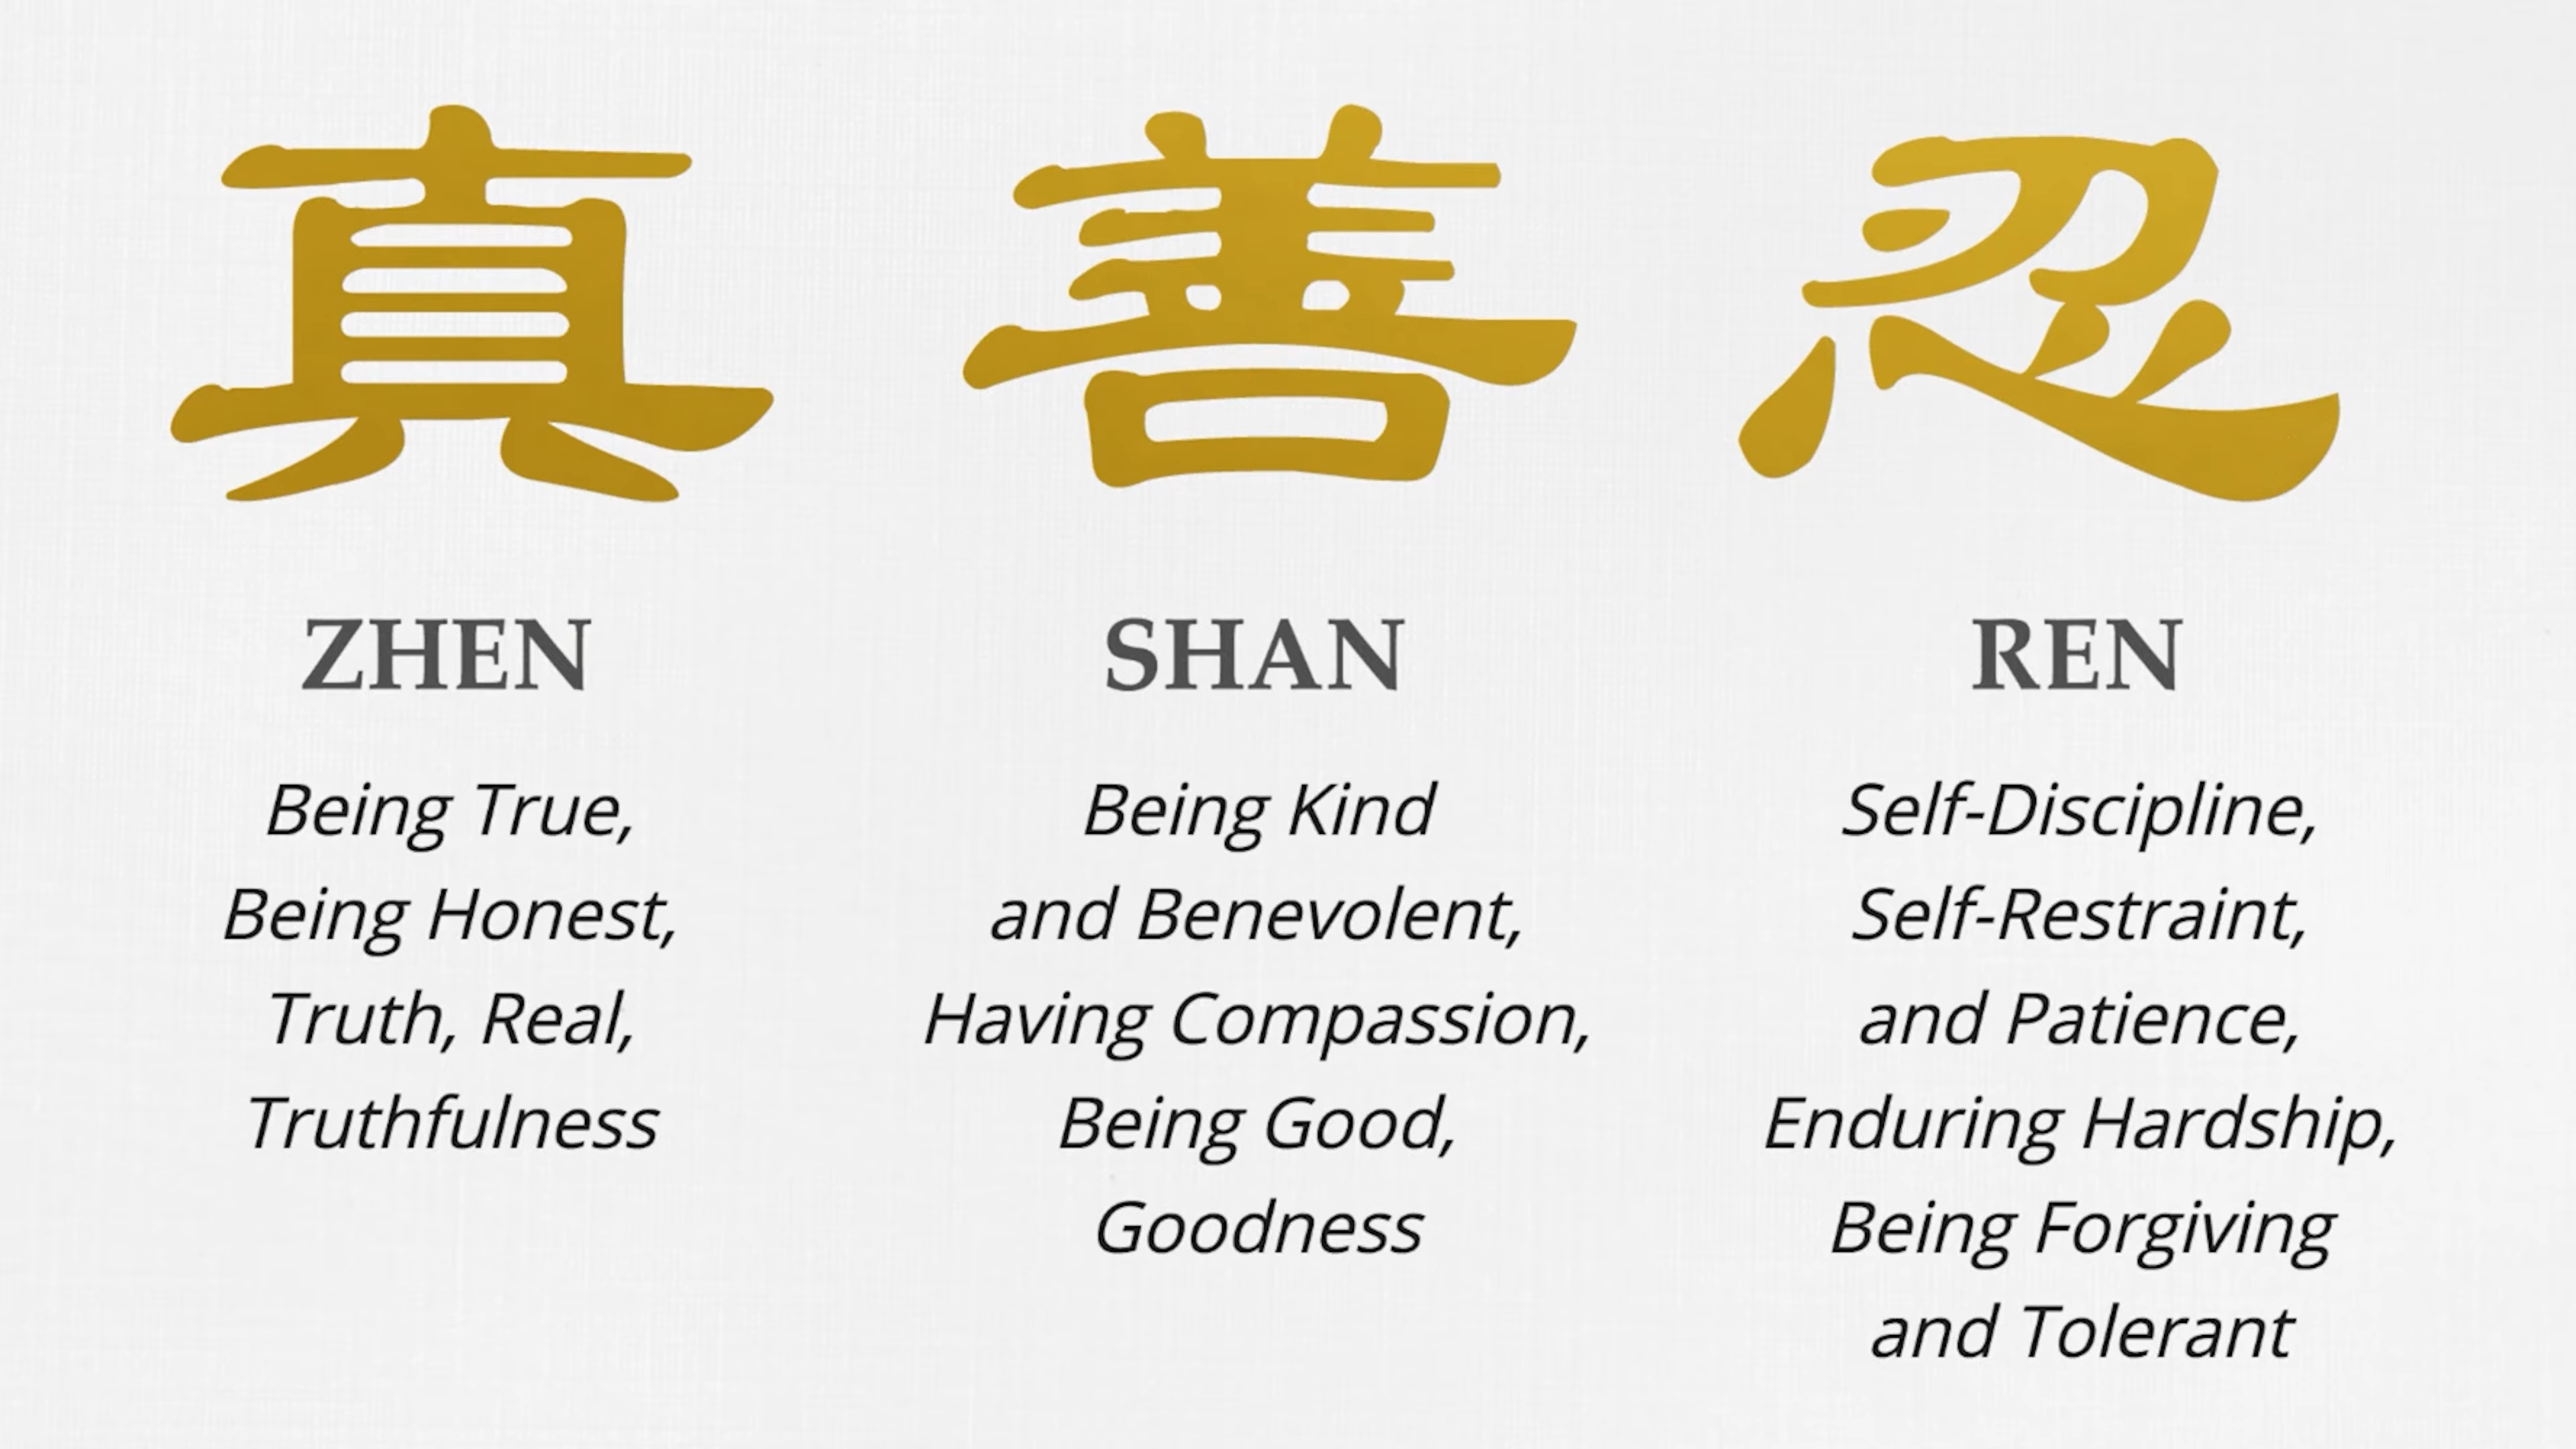 真 善 忍
ZHEN
Being True,
Being Honest,
Truth, Real,
Truthfulness
SHAN
Being Kind
and Benevolent,
Having Compassion,
Being Good,
Goodness
REN
Self-Discipline,
Self-Restraint,
and Patience,
Enduring Hardship,
Being Forgiving
and Tolerant